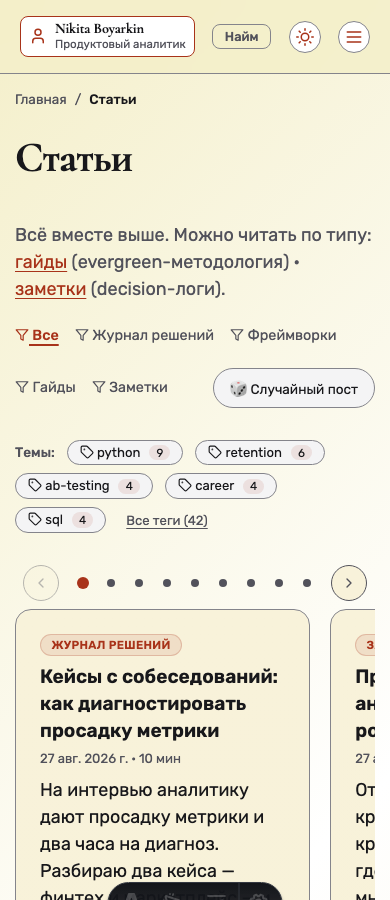 Nikita Boyarkin
Продуктовый аналитик
Найм
Главная / Статьи
Статьи
Всё вместе выше. Можно читать по типу:
гайды (evergreen-методология) •
заметки (decision-логи).
Все Журнал решений Фреймворки
Гайды Заметки Случайный пост
Темы: python 9 retention 6
ab-testing 4 career 4
sql 4 Все теги (42)
ЖУРНАЛ РЕШЕНИЙ
Кейсы с собеседований:
как диагностировать
просадку метрики
27 авг. 2026 г. • 10 мин
На интервью аналитику
дают просадку метрики и
два часа на диагноз.
Разбираю два кейса —
финтех